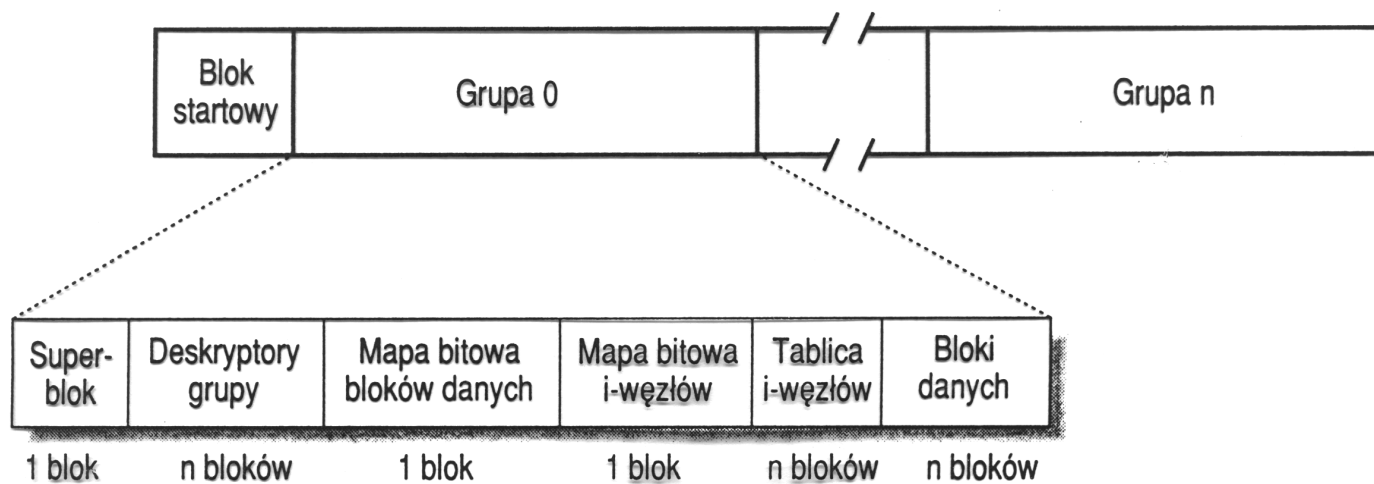 Blok
startowy
Grupa 0
Grupa n
Super-
blok
Deskryptory
grupy
Mapa bitowa
bloków danych
Mapa bitowa
i-węzłów
Tablica
i-węzłów
Bloki
danych
1 blok
n bloków
1 blok
1 blok
n bloków
n bloków